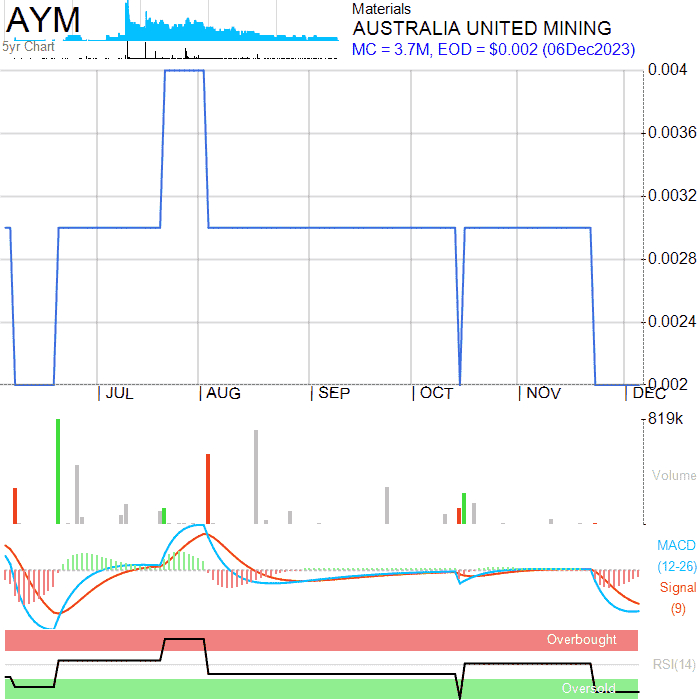 AYM
5yr Chart
Materials
AUSTRALIA UNITED MINING
MC = 3.7M, EOD = $0.002 (06Dec2023)
0.004
0.0036
0.0032
0.0028
0.0024
0.002
JUL AUG SEP OCT NOV DEC
819k
Volume
MACD
(12-26)
Signal
(9)
Overbought
RSI(14)
Oversold